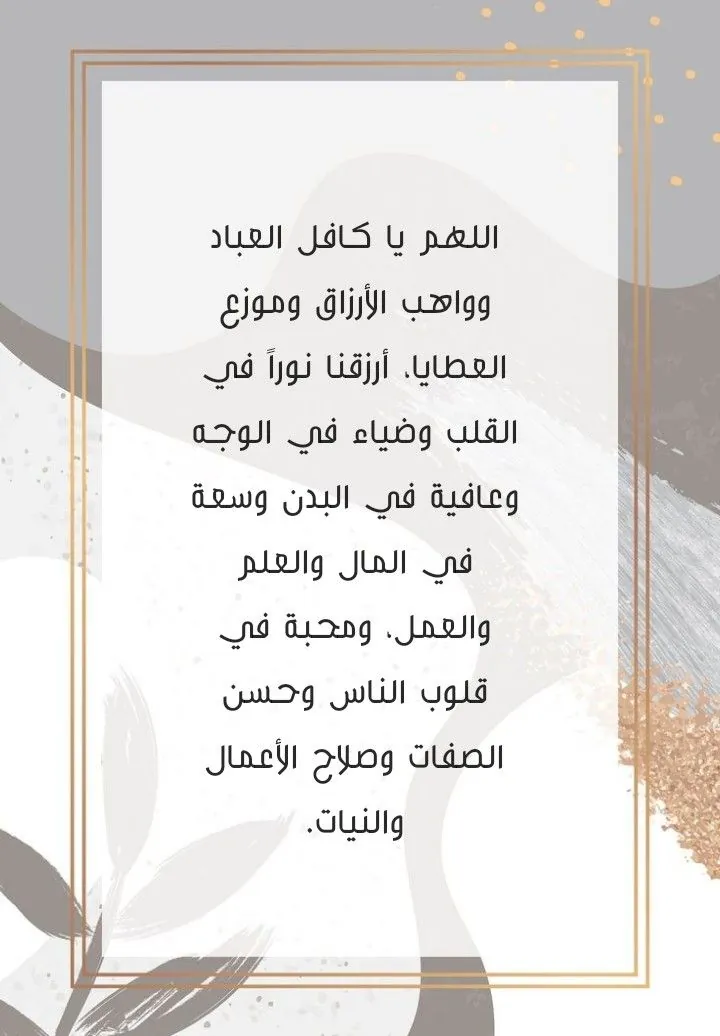 اللهم يا كافل العباد
وواهب الأرزاق وموزع
العطايا، أرزقنا نوراً في
القلب وضياء في الوجه
وعافية في البدن وسعة
في المال والعلم
والعمل، ومحبة في
قلوب الناس وحسن
الصفات وصلاح الأعمال
والنيات.